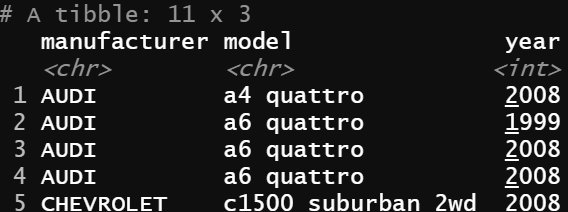 # A tibble: 11 x 3
manufacturer model year
<chr> <chr> <int>
1 AUDI a4 quattro 2008
2 AUDI a6 quattro 1999
3 AUDI a6 quattro 2008
4 AUDI a6 quattro 2008
5 CHEVROLET c1500 suburban 2wd 2008